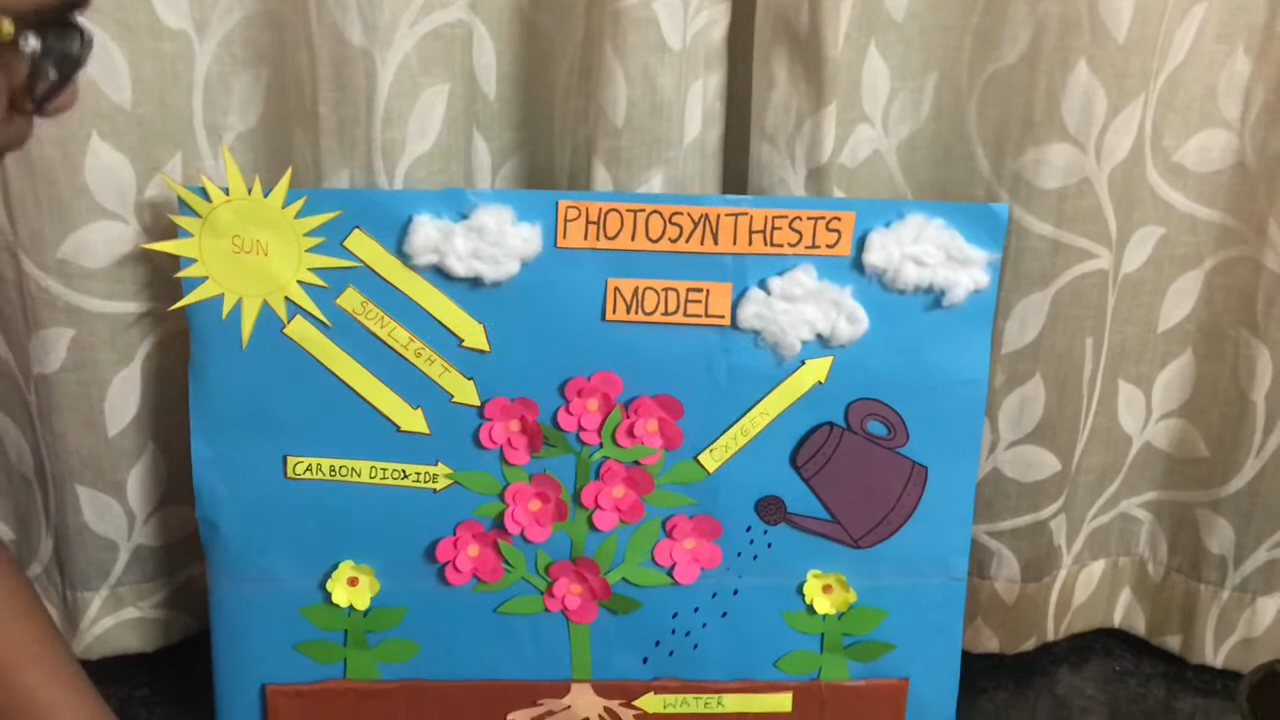 PHOTOSYNTHESIS
MODEL
SUN
SUNLIGHT
CARBON DIOXIDE
OXYGEN
WATER